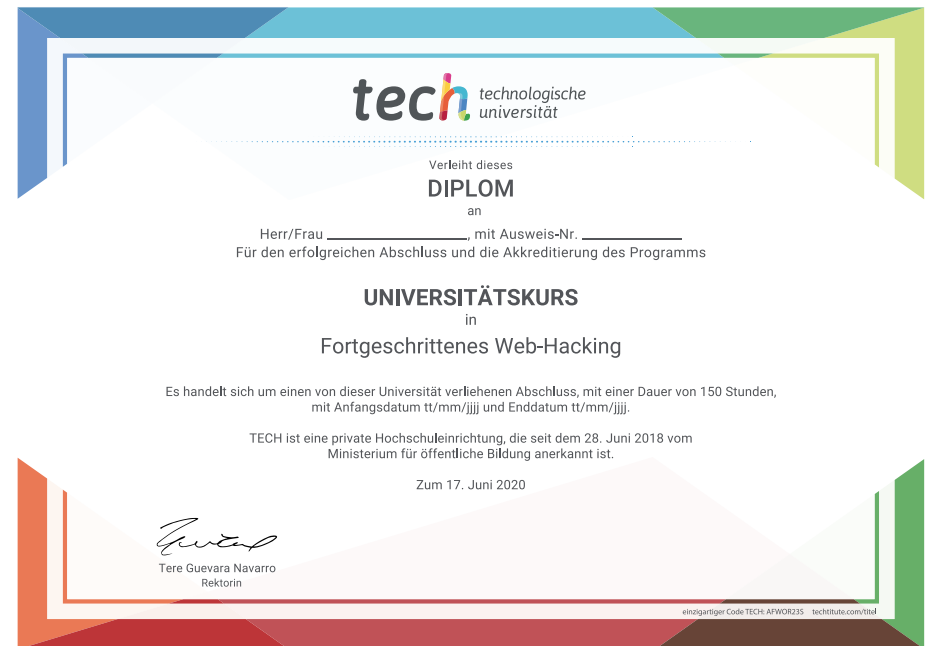 tech technologische
universität
Verleiht dieses
DIPLOM
an
Herr/Frau ____________________, mit Ausweis-Nr. ______________
Für den erfolgreichen Abschluss und die Akkreditierung des Programms
UNIVERSITÄTSKURS
in
Fortgeschrittenes Web-Hacking
Es handelt sich um einen von dieser Universität verliehenen Abschluss, mit einer Dauer von 150 Stunden,
mit Anfangsdatum tt/mm/jjjj und Enddatum tt/mm/jjjj.
TECH ist eine private Hochschuleinrichtung, die seit dem 28. Juni 2018 vom
Ministerium für öffentliche Bildung anerkannt ist.
Zum 17. Juni 2020
Tere Guevara Navarro
Rektorin
einzigartiger Code TECH: AFWOR23S techtitute.com/titel